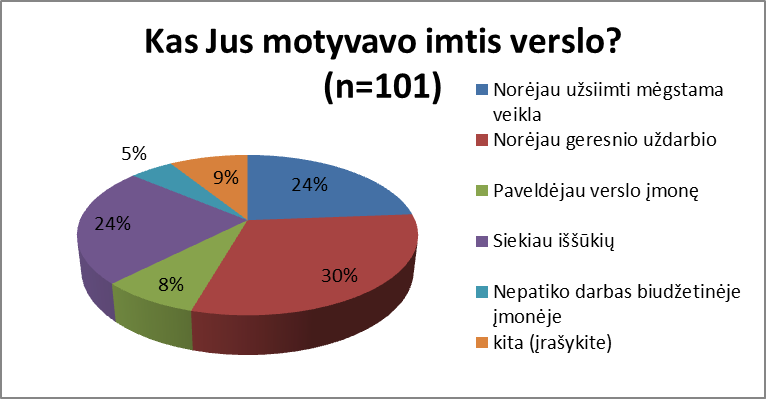 Kas Jus motyvavo imtis verslo?
(n=101)
Norėjau užsiimti mėgstama
veikla
Norėjau geresnio uždarbio
Paveldėjau verslo įmonę
Siekiau iššūkių
Nepatiko darbas biudžetinėje
įmonėje
kita (įrašykite)
24%
30%
8%
24%
5%
9%